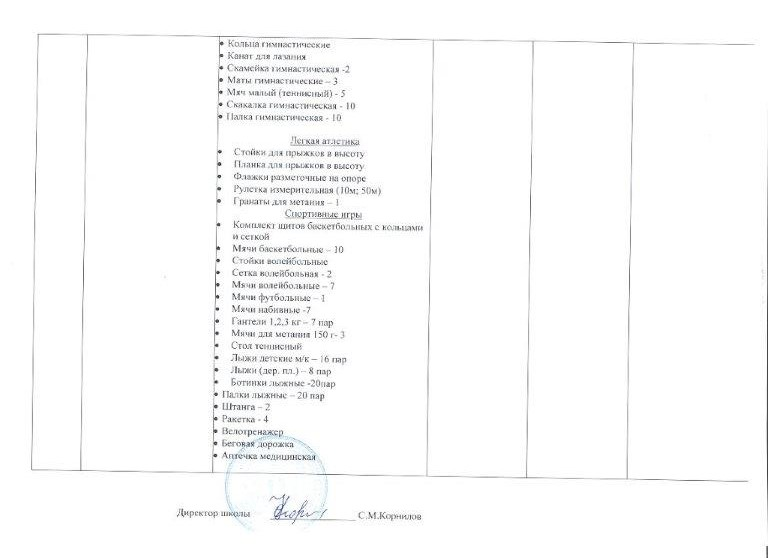 • Кольца гимнастические
• Канат для лазания
• Скамейка гимнастическая -2
• Маты гимнастические – 3
• Мяч малый (теннисный) - 5
• Скакалка гимнастическая - 10
• Палка гимнастическая - 10
Легкая атлетика
• Стойки для прыжков в высоту
• Планка для прыжков в высоту
• Флажки разметочные на опоре
• Рулетка измерительная (10м; 50м)
• Гранаты для метания – 1
Спортивные игры
• Комплект щитов баскетбольных с кольцами
и сеткой
• Мячи баскетбольные – 10
• Стойки волейбольные
• Сетка волейбольная - 2
• Мячи волейбольные – 7
• Мячи футбольные – 1
• Мячи набивные -7
• Гантели 1,2,3 кг – 7 пар
• Мячи для метания 150 г- 3
• Стол теннисный
• Лыжи детские м/к – 16 пар
• Лыжи (дер. пл.) – 8 пар
• Ботинки лыжные -20пар
• Палки лыжные – 20 пар
• Штанга – 2
• Ракетка - 4
• Велотренажер
• Беговая дорожка
• Аптечка медицинская
Директор школы С.М.Корнилов